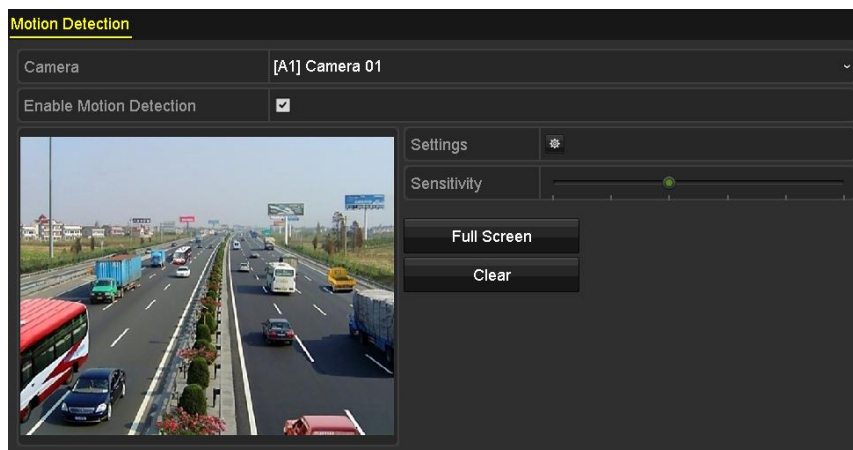 Motion Detection
Camera [A1] Camera 01
Enable Motion Detection
Settings
Sensitivity
Full Screen
Clear